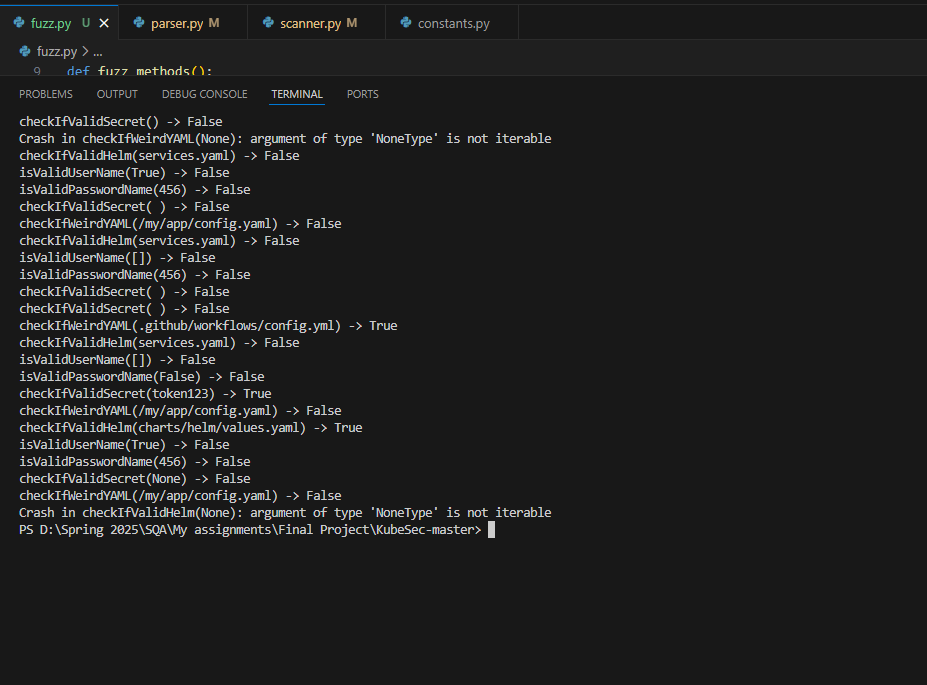 fuzz.py U
parser.py M
scanner.py M
constants.py
fuzz.py > ...
9 def fuzz_methods():
PROBLEMS OUTPUT DEBUG CONSOLE TERMINAL PORTS
checkIfValidSecret() -> False
Crash in checkIfWeirdYAML(None): argument of type 'NoneType' is not iterable
checkIfValidHelm(services.yaml) -> False
isValidUserName(True) -> False
isValidPasswordName(456) -> False
checkIfValidSecret( ) -> False
checkIfWeirdYAML(/my/app/config.yaml) -> False
checkIfValidHelm(services.yaml) -> False
isValidUserName([]) -> False
isValidPasswordName(456) -> False
checkIfValidSecret( ) -> False
checkIfValidSecret( ) -> False
checkIfWeirdYAML(.github/workflows/config.yml) -> True
checkIfValidHelm(services.yaml) -> False
isValidUserName([]) -> False
isValidPasswordName(False) -> False
checkIfValidSecret(token123) -> True
checkIfWeirdYAML(/my/app/config.yaml) -> False
checkIfValidHelm(charts/helm/values.yaml) -> True
isValidUserName(True) -> False
isValidPasswordName(456) -> False
checkIfValidSecret(None) -> False
checkIfWeirdYAML(/my/app/config.yaml) -> False
Crash in checkIfValidHelm(None): argument of type 'NoneType' is not iterable
PS D:\Spring 2025\SQA\My assignments\Final Project\KubeSec-master>